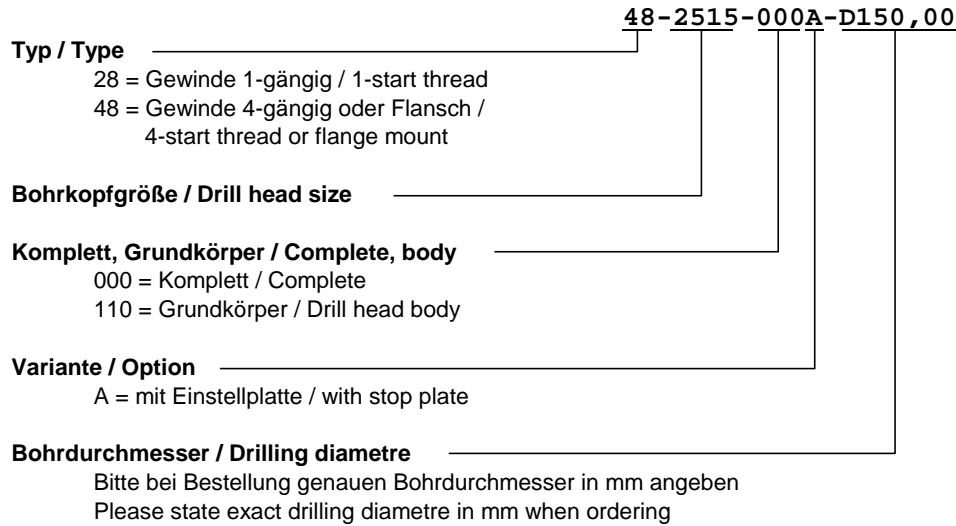 48-2515-000A-D150,00
Typ / Type
28 = Gewinde 1-gängig / 1-start thread
48 = Gewinde 4-gängig oder Flansch /
4-start thread or flange mount
Bohrkopfgröße / Drill head size
Komplett, Grundkörper / Complete, body
000 = Komplett / Complete
110 = Grundkörper / Drill head body
Variante / Option
A = mit Einstellplatte / with stop plate
Bohrdurchmesser / Drilling diametre
Bitte bei Bestellung genauen Bohrdurchmesser in mm angeben
Please state exact drilling diametre in mm when ordering